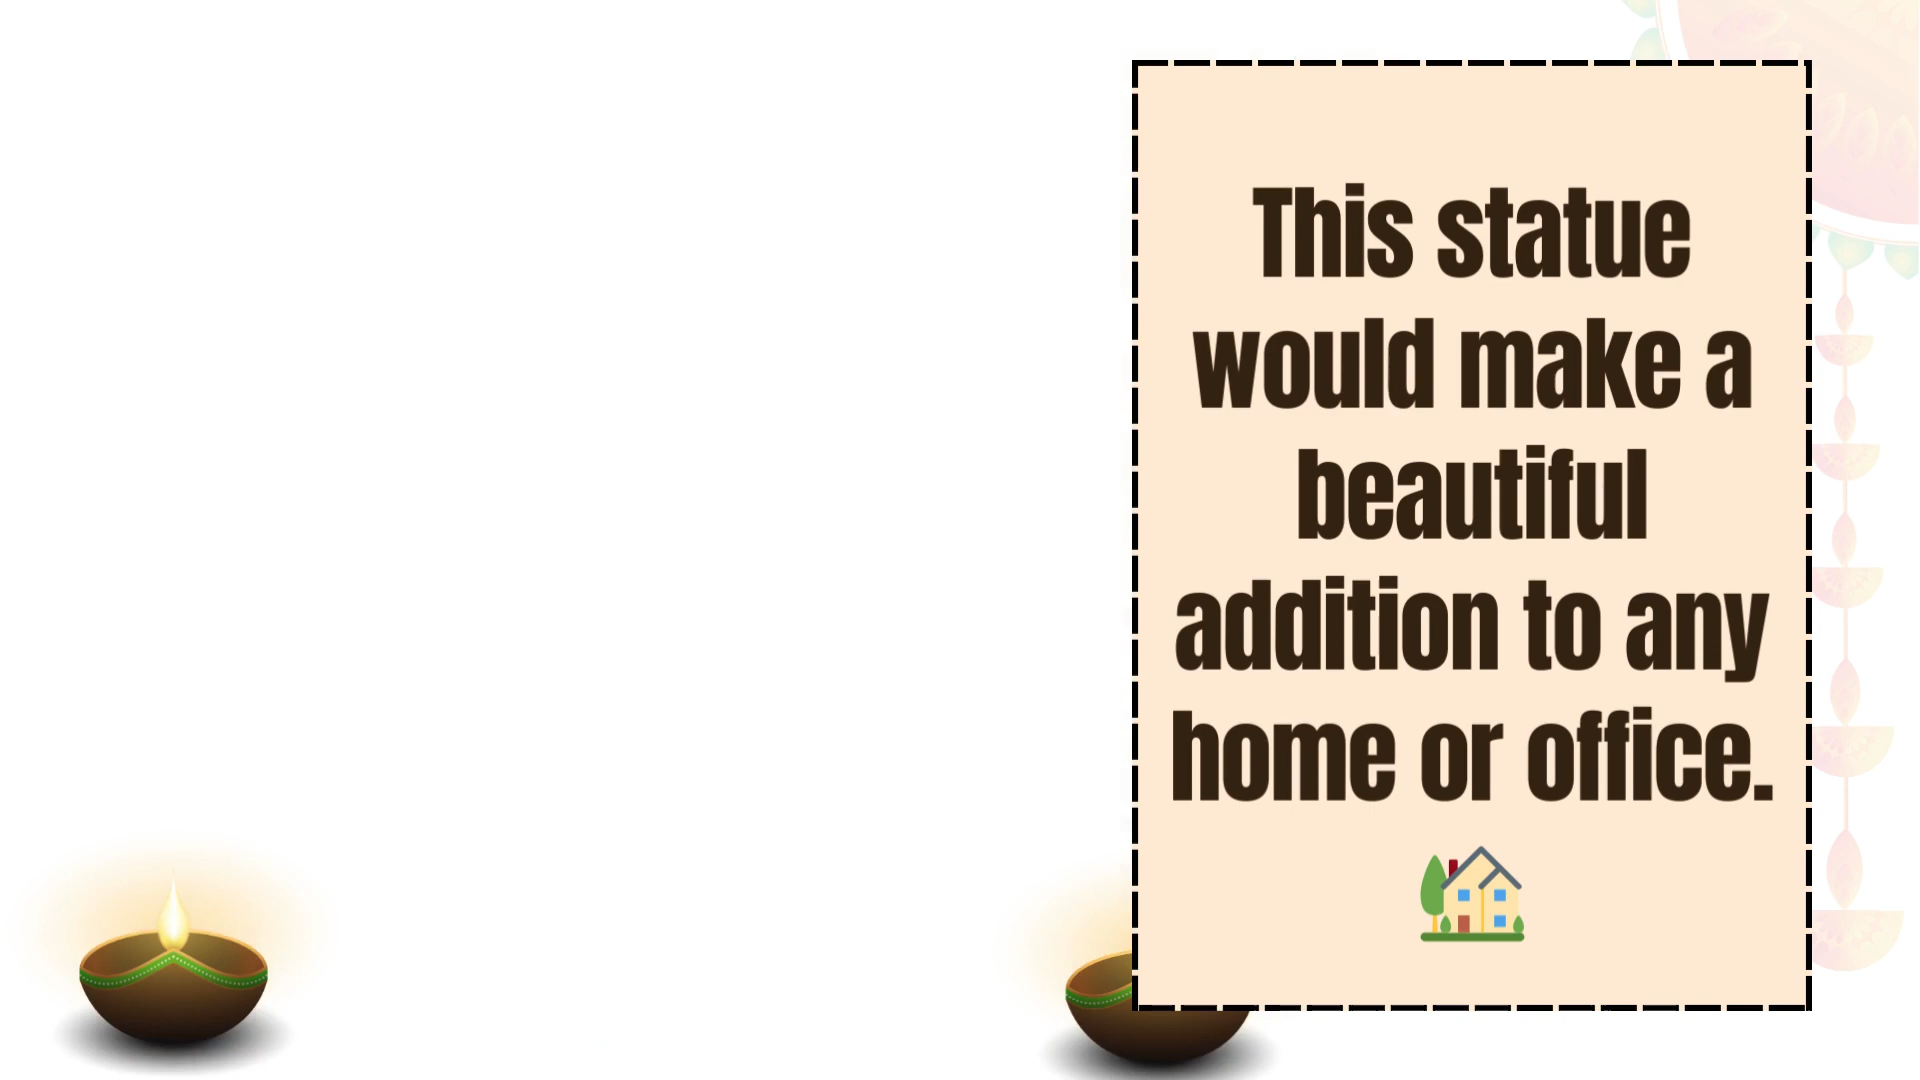 This statue
would make a
beautiful
addition to any
home or office.